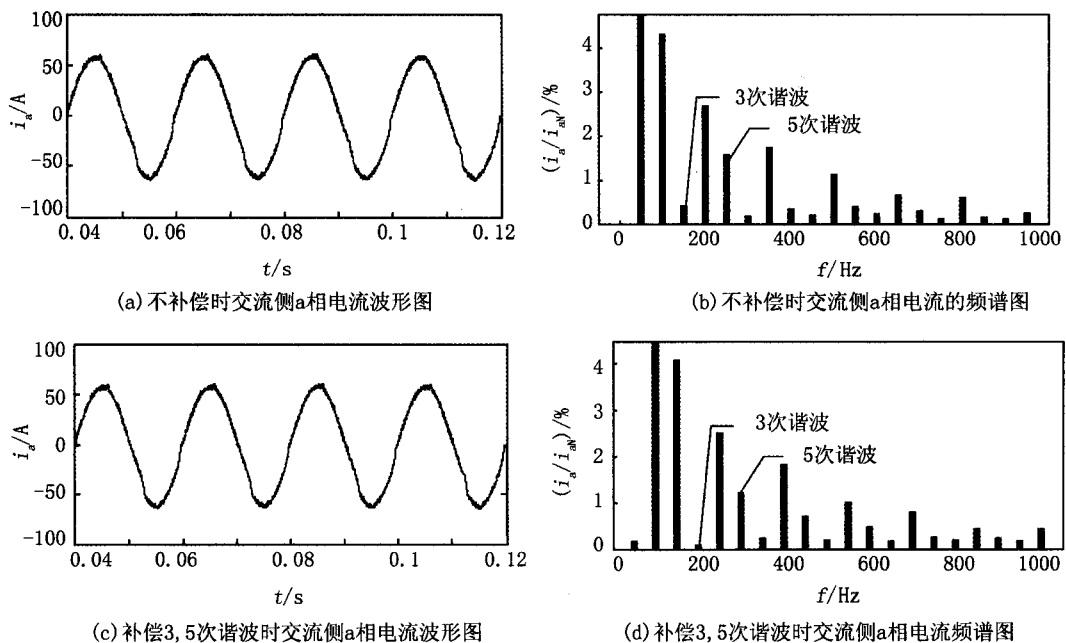 100
50
0
-50
-100
i_a/A
0.04 0.06 0.08 0.1 0.12
t/s
(a)不补偿时交流侧a相电流波形图
4
3
2
1
0
(i_a/i_aN)/%
3次谐波
5次谐波
0 200 400 600 800 1000
f/Hz
(b)不补偿时交流侧a相电流的频谱图
100
50
0
-50
-100
i_a/A
0.04 0.06 0.08 0.1 0.12
t/s
(c)补偿3,5次谐波时交流侧a相电流波形图
4
3
2
1
0
(i_a/i_aN)/%
3次谐波
5次谐波
0 200 400 600 800 1000
f/Hz
(d)补偿3,5次谐波时交流侧a相电流频谱图